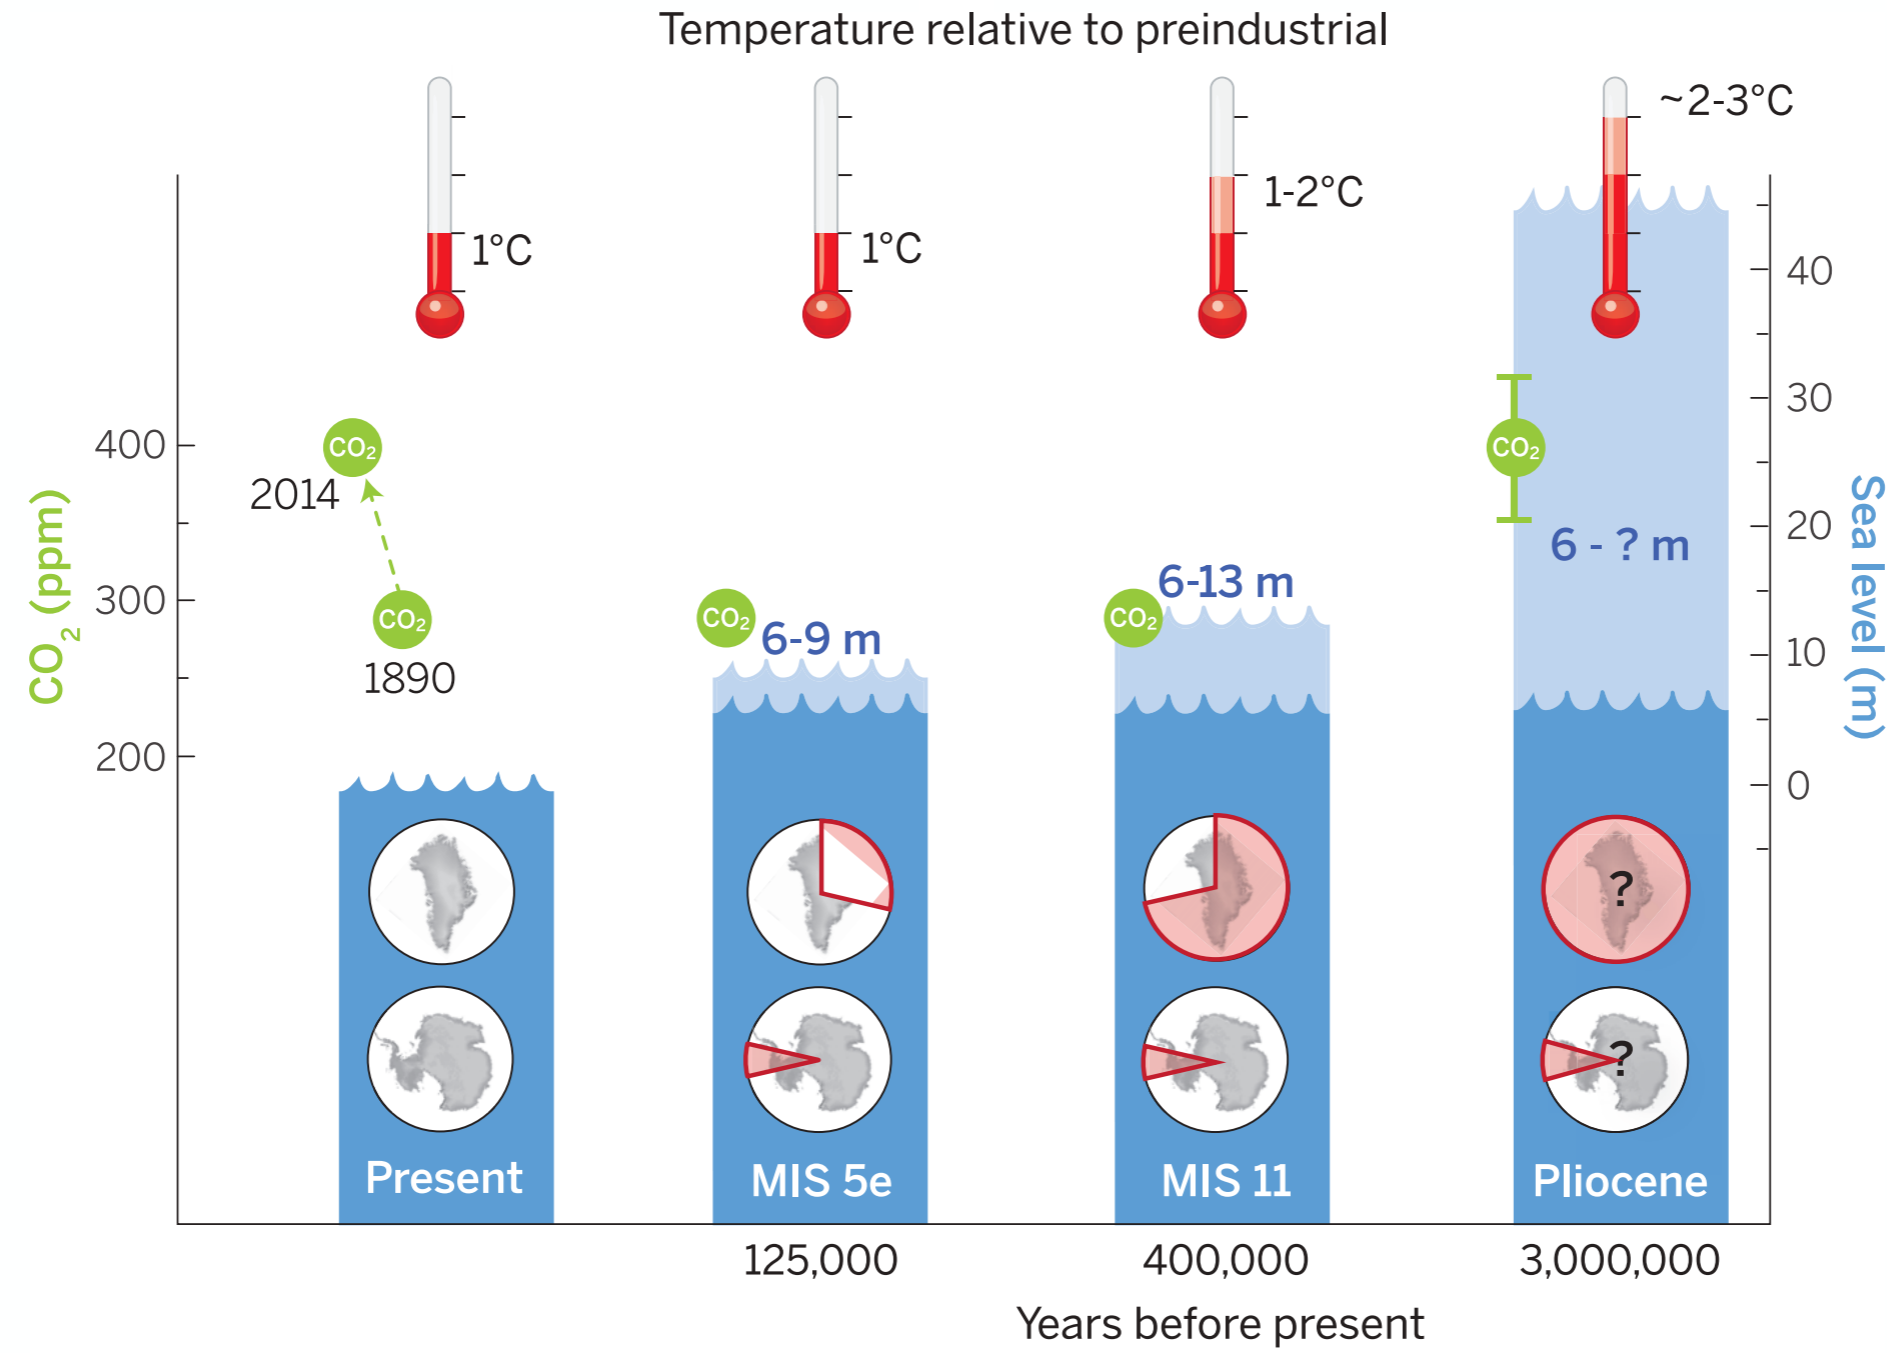 Temperature relative to preindustrial
1°C
1°C
1-2°C
~2-3°C
CO₂ (ppm)
400
300
200
CO₂
2014
CO₂
1890
CO₂
6-9 m
CO₂
6-13 m
CO₂
6 - ? m
Sea level (m)
40
30
20
10
0
?
?
Present
MIS 5e
MIS 11
Pliocene
125,000
400,000
3,000,000
Years before present